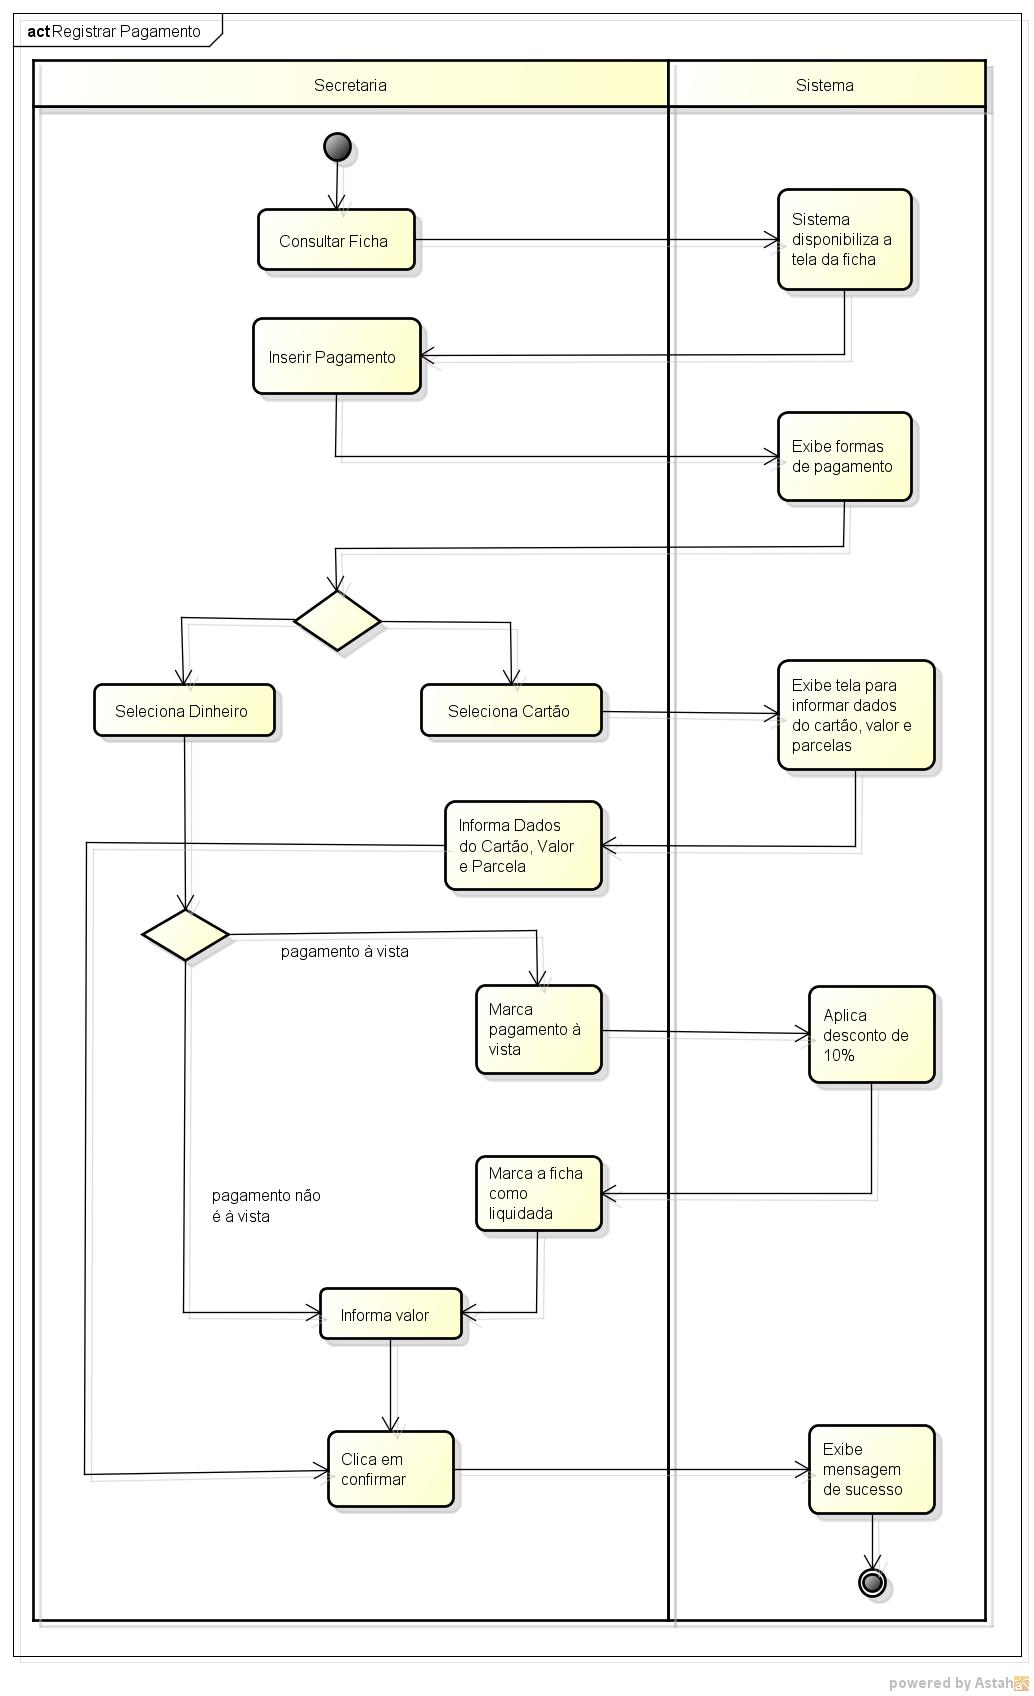 act Registrar Pagamento
Secretaria
Sistema
Consultar Ficha
Sistema
disponibiliza a
tela da ficha
Inserir Pagamento
Exibe formas
de pagamento
Seleciona Dinheiro
Seleciona Cartão
Exibe tela para
informar dados
do cartão, valor e
parcelas
Informa Dados
do Cartão, Valor
e Parcela
pagamento à vista
Marca
pagamento à
vista
Aplica
desconto de
10%
Marca a ficha
como
liquidada
pagamento não
é à vista
Informa valor
Clica em
confirmar
Exibe
mensagem
de sucesso
powered by Astah